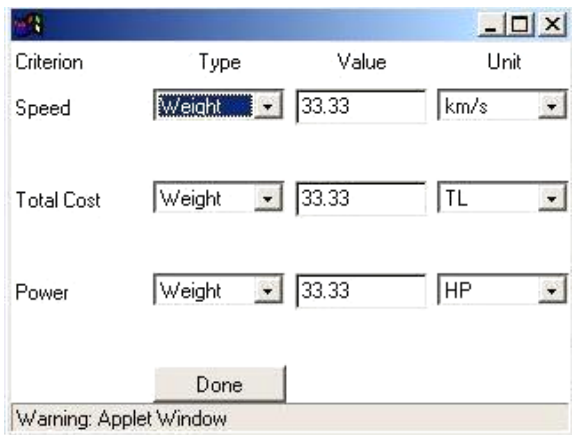 Criterion Type Value Unit
Speed Weight 33.33 km/s
Total Cost Weight 33.33 TL
Power Weight 33.33 HP
Done
Warning: Applet Window